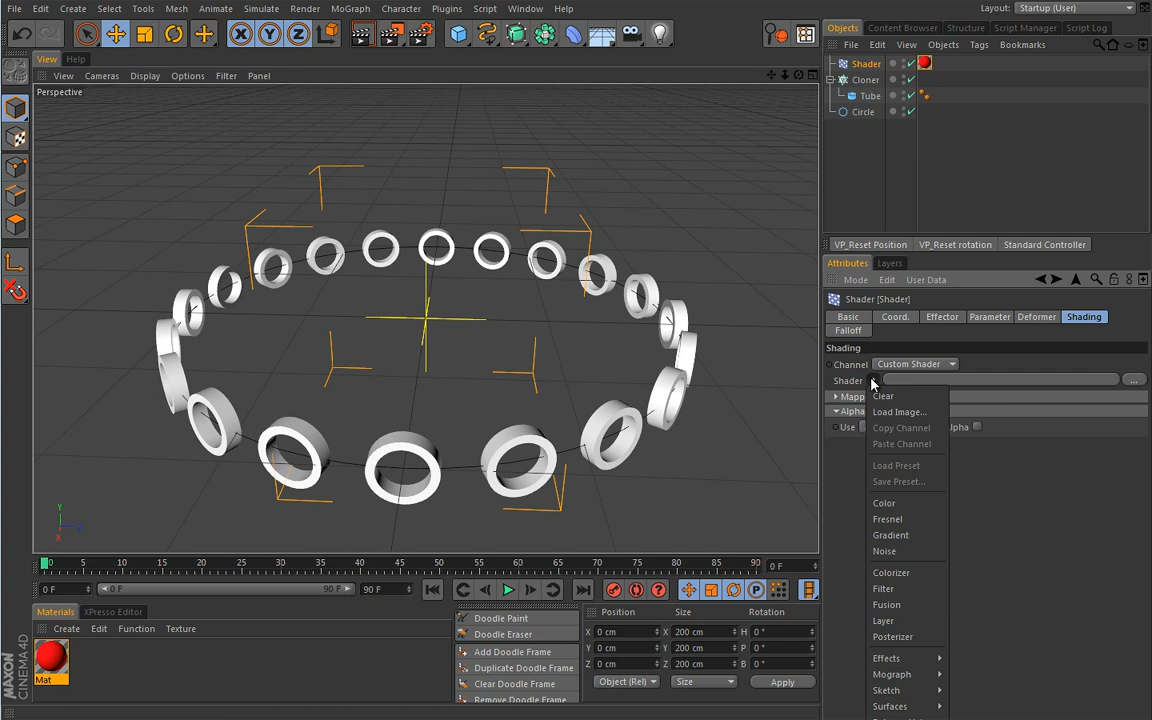 File Edit Create Select Tools Mesh Animate Simulate Render MoGraph Character Plugins Script Window Help Layout: Startup (User)
X Y Z
View Help
View Cameras Display Options Filter Panel
Perspective
Y
Z
X
0 5 10 15 20 25 30 35 40 45 50 55 60 65 70 75 80 85 90 0 F
0 F 0 F 90 F 90 F
Materials XPresso Editor
Create Edit Function Texture
Mat
MAXON
CINEMA 4D
Doodle Paint
Doodle Eraser
Add Doodle Frame
Duplicate Doodle Frame
Clear Doodle Frame
Remove Doodle Frame
Position Size Rotation
X 0 cm X 200 cm H 0 °
Y 0 cm Y 200 cm P 0 °
Z 0 cm Z 200 cm B 0 °
Object (Rel) Size Apply
Objects Content Browser Structure Script Manager Script Log
File Edit View Objects Tags Bookmarks
Shader
Cloner
Tube
Circle
VP_Reset Position VP_Reset rotation Standard Controller
Attributes Layers
Mode Edit User Data
Shader [Shader]
Basic Coord. Effector Parameter Deformer Shading
Falloff
Shading
Channel Custom Shader
Shader ...
Mapp
Alpha
Use lpha
Clear
Load Image...
Copy Channel
Paste Channel
Load Preset
Save Preset...
Color
Fresnel
Gradient
Noise
Colorizer
Filter
Fusion
Layer
Posterizer
Effects
Mograph
Sketch
Surfaces